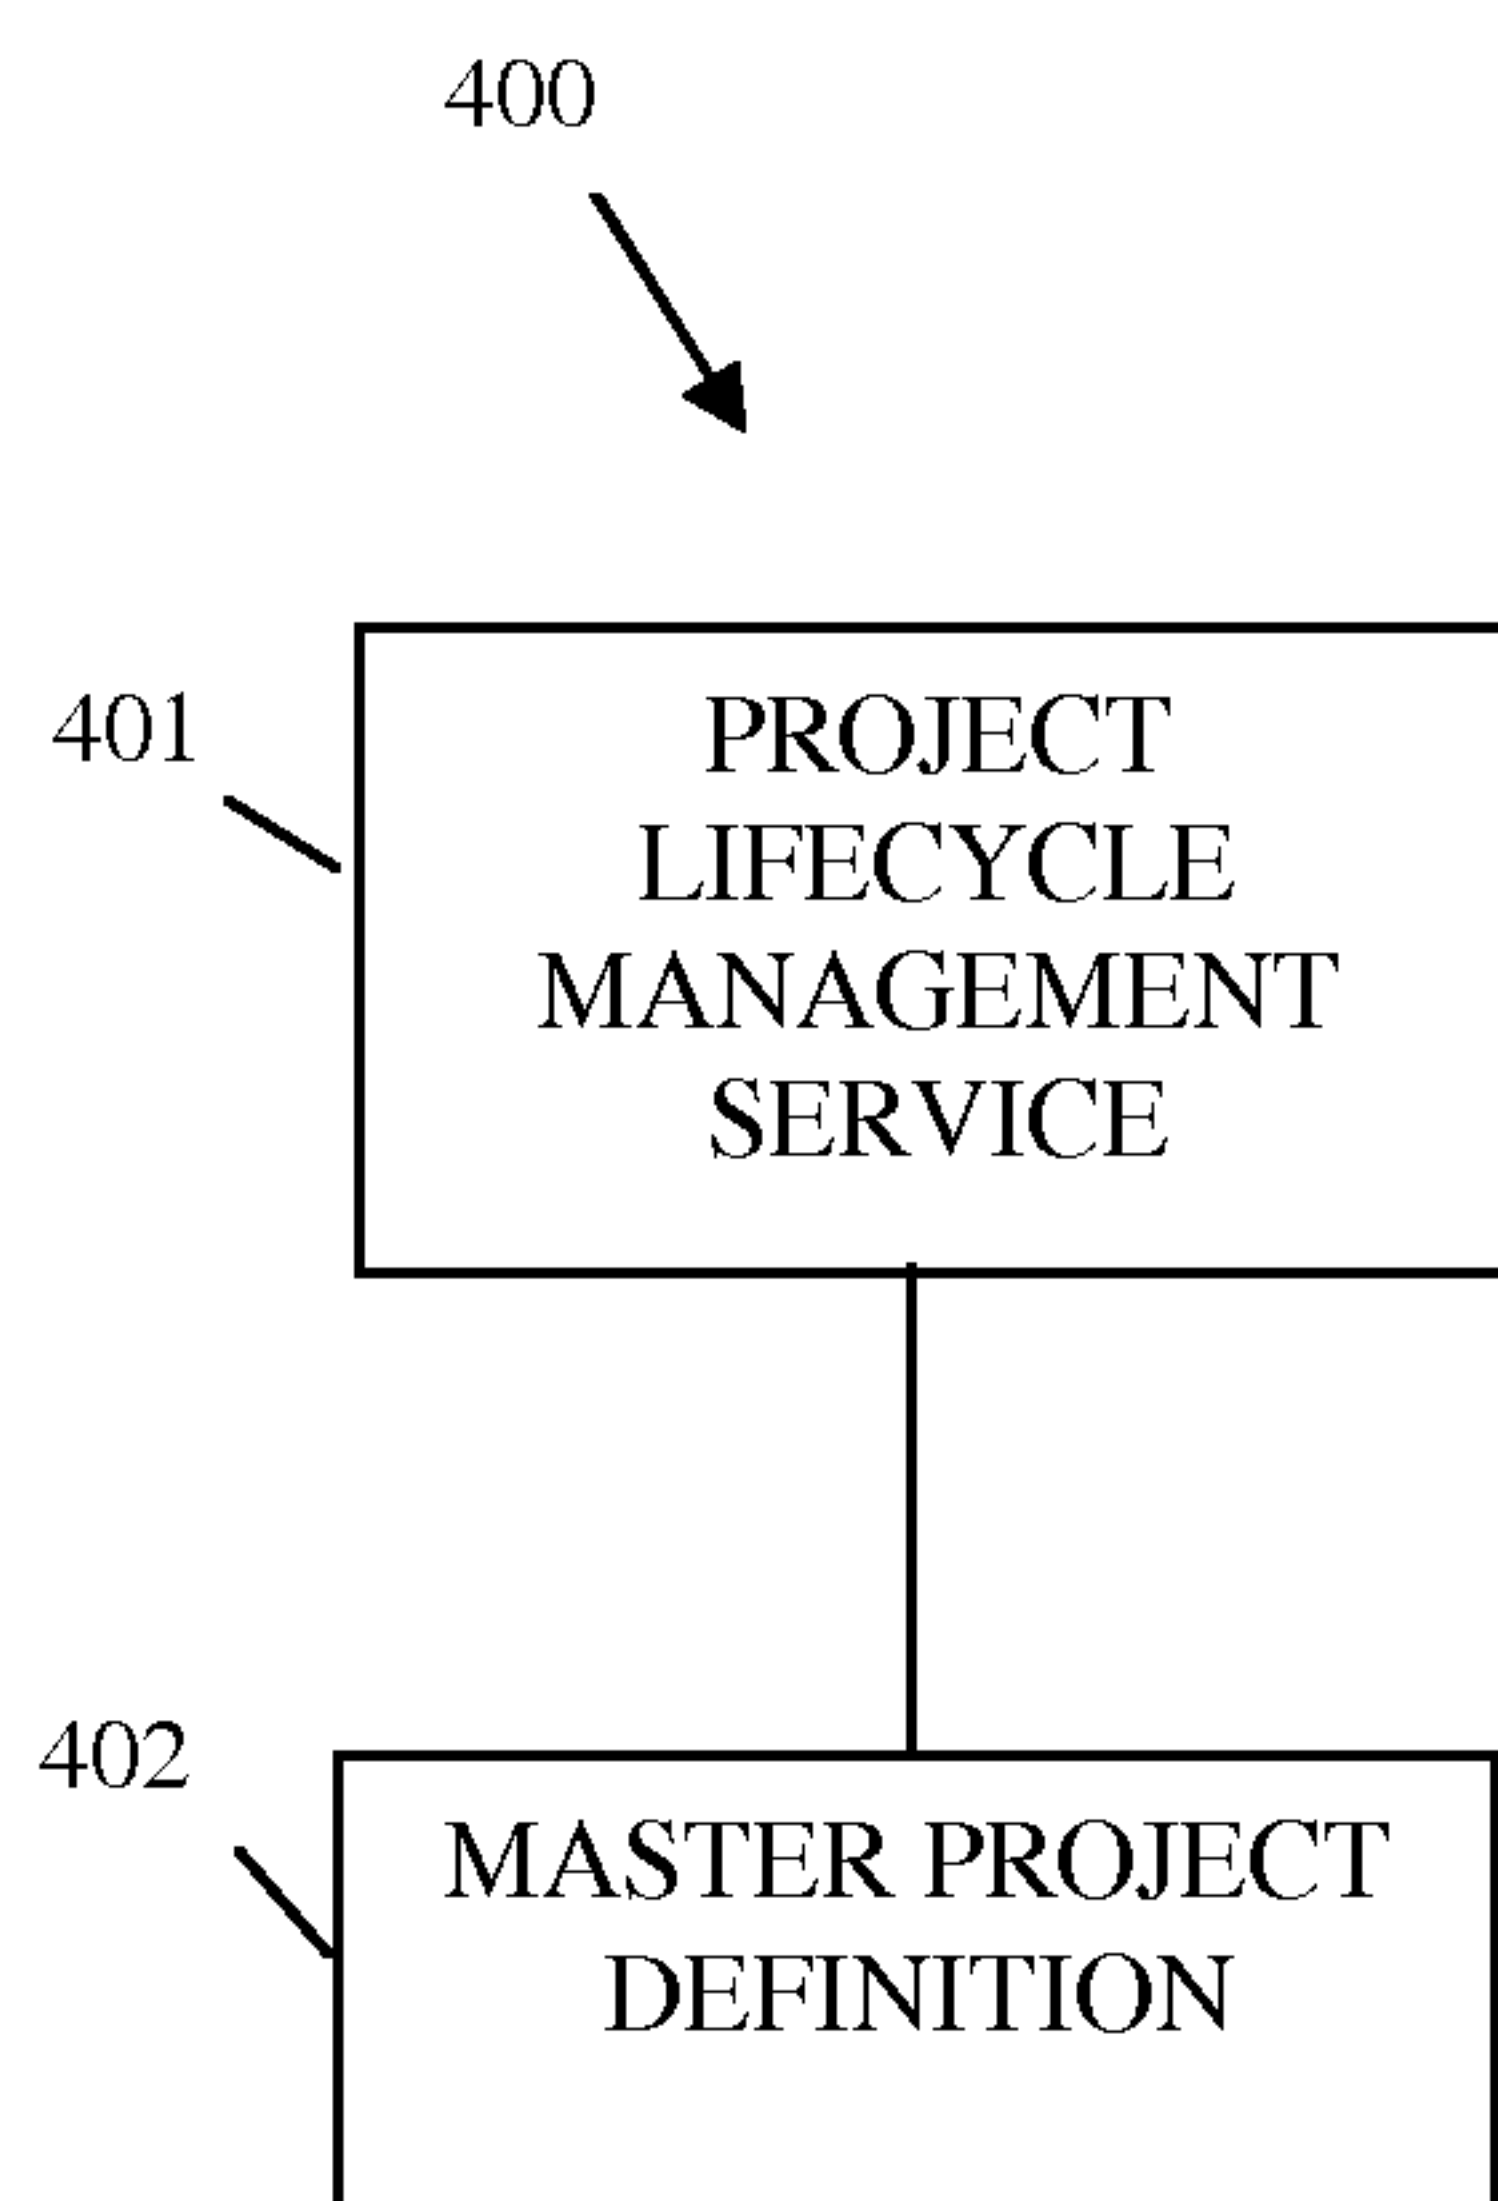 400
401
PROJECT
LIFECYCLE
MANAGEMENT
SERVICE
402
MASTER PROJECT
DEFINITION